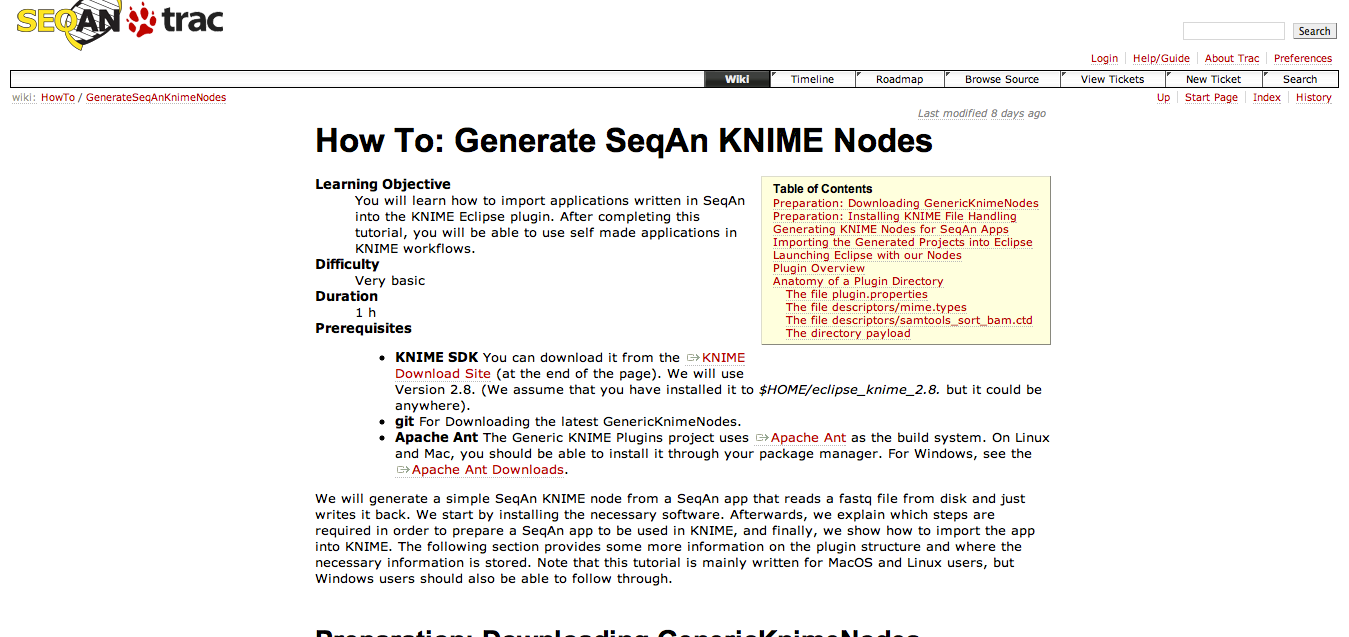 SEQAN trac
Search
Login Help/Guide About Trac Preferences
Wiki Timeline Roadmap Browse Source View Tickets New Ticket Search
wiki: HowTo / GenerateSeqAnKnimeNodes
Up Start Page Index History
Last modified 8 days ago
How To: Generate SeqAn KNIME Nodes
Learning Objective
You will learn how to import applications written in SeqAn
into the KNIME Eclipse plugin. After completing this
tutorial, you will be able to use self made applications in
KNIME workflows.
Difficulty
Very basic
Duration
1 h
Prerequisites
Table of Contents
Preparation: Downloading GenericKnimeNodes
Preparation: Installing KNIME File Handling
Generating KNIME Nodes for SeqAn Apps
Importing the Generated Projects into Eclipse
Launching Eclipse with our Nodes
Plugin Overview
Anatomy of a Plugin Directory
The file plugin.properties
The file descriptors/mime.types
The file descriptors/samtools_sort_bam.ctd
The directory payload
• KNIME SDK You can download it from the KNIME
Download Site (at the end of the page). We will use
Version 2.8. (We assume that you have installed it to $HOME/eclipse_knime_2.8. but it could be
anywhere).
• git For Downloading the latest GenericKnimeNodes.
• Apache Ant The Generic KNIME Plugins project uses Apache Ant as the build system. On Linux
and Mac, you should be able to install it through your package manager. For Windows, see the
Apache Ant Downloads.
We will generate a simple SeqAn KNIME node from a SeqAn app that reads a fastq file from disk and just
writes it back. We start by installing the necessary software. Afterwards, we explain which steps are
required in order to prepare a SeqAn app to be used in KNIME, and finally, we show how to import the app
into KNIME. The following section provides some more information on the plugin structure and where the
necessary information is stored. Note that this tutorial is mainly written for MacOS and Linux users, but
Windows users should also be able to follow through.
Preparation: Downloading GenericKnimeNodes